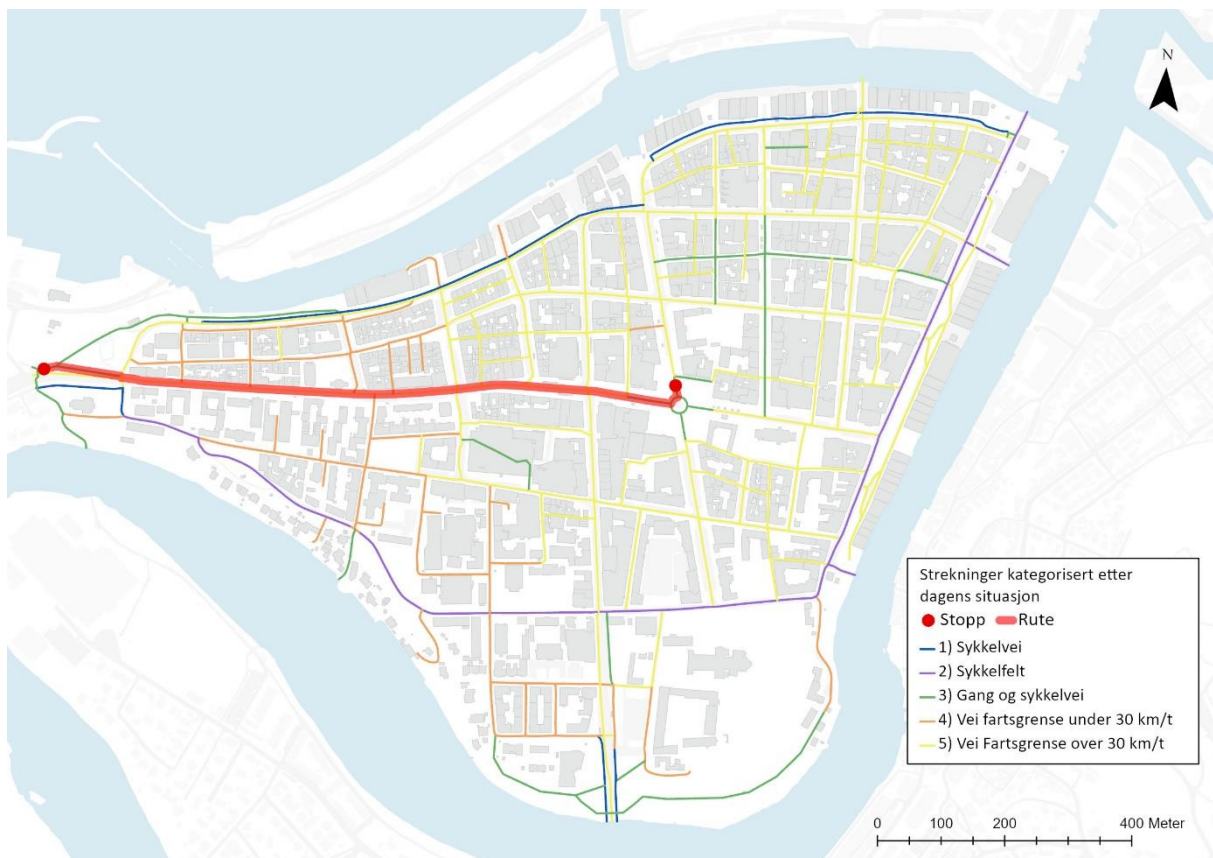 N
Strekninger kategorisert etter
dagens situasjon
Stopp Rute
1) Sykkelvei
2) Sykkelfelt
3) Gang og sykkelvei
4) Vei fartsgrense under 30 km/t
5) Vei Fartsgrense over 30 km/t
0 100 200 400 Meter